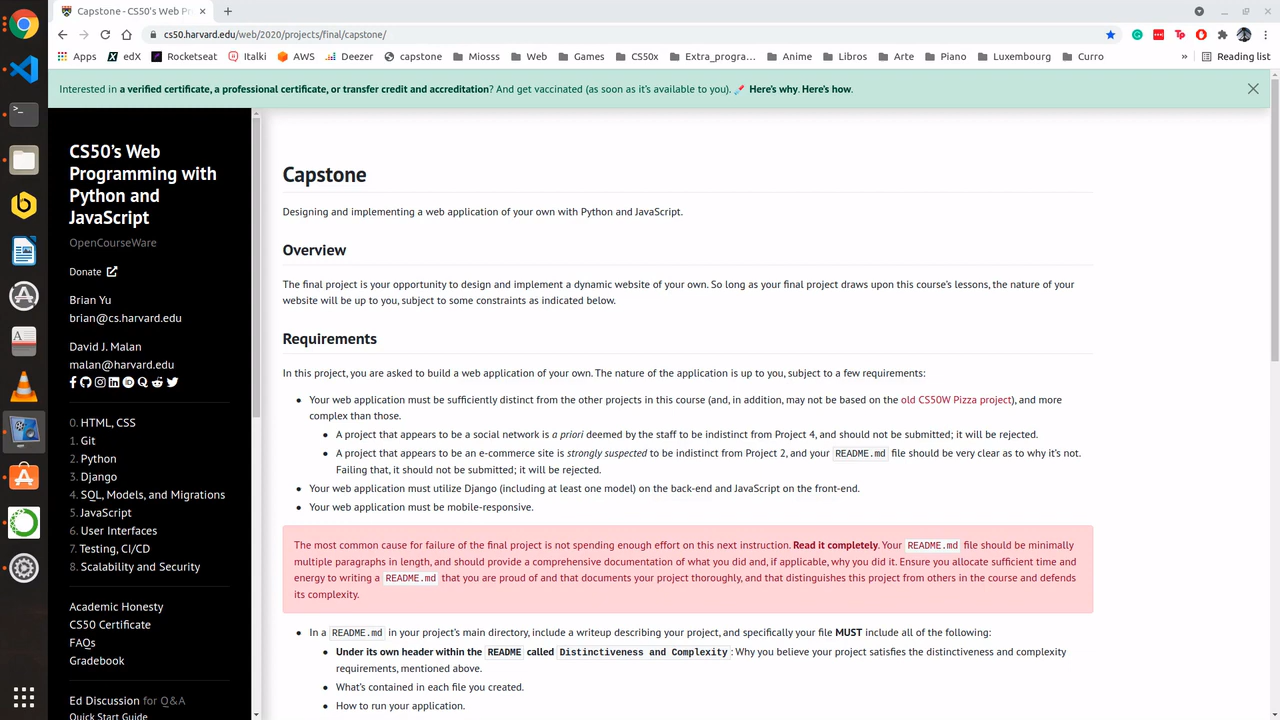 Capstone - CS50's Web Pr
cs50.harvard.edu/web/2020/projects/final/capstone/
Apps edX Rocketseat Italki AWS Deezer capstone Miosss Web Games CS50x Extra_progra... Anime Libros Arte Piano Luxembourg Curro » Reading list
Interested in a verified certificate, a professional certificate, or transfer credit and accreditation? And get vaccinated (as soon as it's available to you). Here's why. Here's how.
CS50's Web
Programming with
Python and
JavaScript
OpenCourseWare
Donate
Brian Yu
brian@cs.harvard.edu
David J. Malan
malan@harvard.edu
0. HTML, CSS
1. Git
2. Python
3. Django
4. SQL, Models, and Migrations
5. JavaScript
6. User Interfaces
7. Testing, CI/CD
8. Scalability and Security
Academic Honesty
CS50 Certificate
FAQs
Gradebook
Ed Discussion for Q&A
Quick Start Guide
Capstone
Designing and implementing a web application of your own with Python and JavaScript.
Overview
The final project is your opportunity to design and implement a dynamic website of your own. So long as your final project draws upon this course's lessons, the nature of your
website will be up to you, subject to some constraints as indicated below.
Requirements
In this project, you are asked to build a web application of your own. The nature of the application is up to you, subject to a few requirements:
• Your web application must be sufficiently distinct from the other projects in this course (and, in addition, may not be based on the old CS50W Pizza project), and more
complex than those.
• A project that appears to be a social network is a priori deemed by the staff to be indistinct from Project 4, and should not be submitted; it will be rejected.
• A project that appears to be an e-commerce site is strongly suspected to be indistinct from Project 2, and your README.md file should be very clear as to why it's not.
Failing that, it should not be submitted; it will be rejected.
• Your web application must utilize Django (including at least one model) on the back-end and JavaScript on the front-end.
• Your web application must be mobile-responsive.
The most common cause for failure of the final project is not spending enough effort on this next instruction. Read it completely. Your README.md file should be minimally
multiple paragraphs in length, and should provide a comprehensive documentation of what you did and, if applicable, why you did it. Ensure you allocate sufficient time and
energy to writing a README.md that you are proud of and that documents your project thoroughly, and that distinguishes this project from others in the course and defends
its complexity.
• In a README.md in your project's main directory, include a writeup describing your project, and specifically your file MUST include all of the following:
• Under its own header within the README called Distinctiveness and Complexity: Why you believe your project satisfies the distinctiveness and complexity
requirements, mentioned above.
• What's contained in each file you created.
• How to run your application.